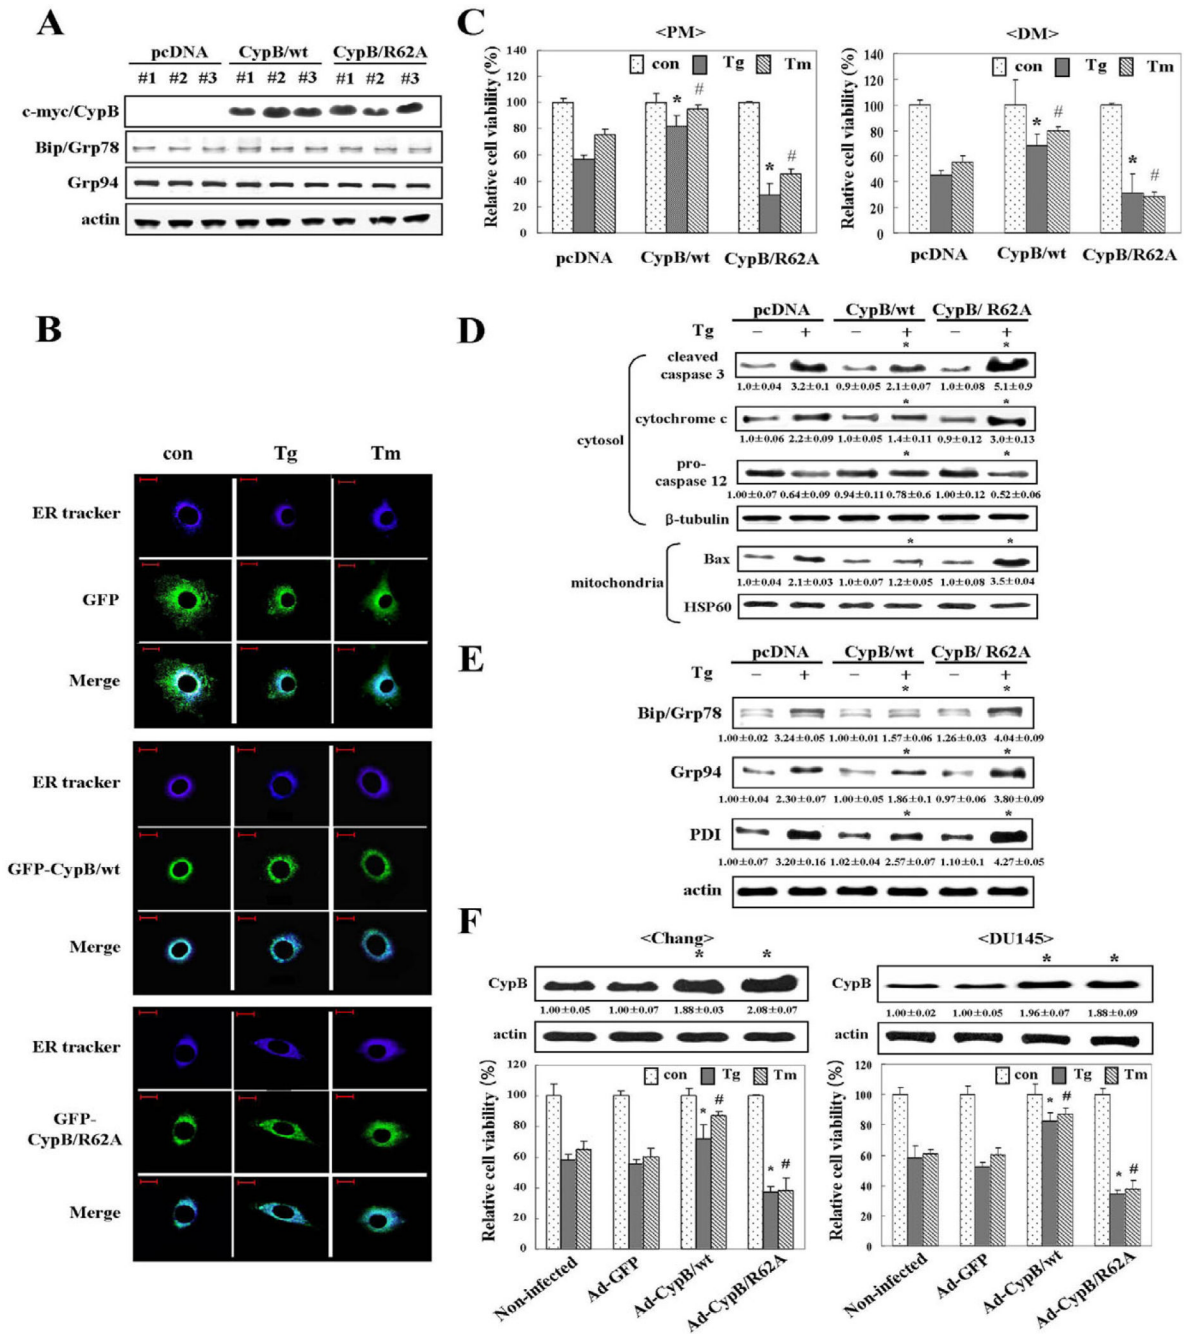 A
pcDNA CypB/wt CypB/R62A
#1 #2 #3 #1 #2 #3 #1 #2 #3
c-myc/CypB
Bip/Grp78
Grp94
actin
B
con Tg Tm
ER tracker
GFP
Merge
ER tracker
GFP-CypB/wt
Merge
ER tracker
GFP-
CypB/R62A
Merge
C
<PM>
Relative cell viability (%)
140
120
100
80
60
40
20
0
con Tg Tm
* #
* #
pcDNA CypB/wt CypB/R62A
<DM>
Relative cell viability (%)
140
120
100
80
60
40
20
0
con Tg Tm
* #
* #
pcDNA CypB/wt CypB/R62A
D
pcDNA CypB/wt CypB/ R62A
Tg − + − + − +
* *
cytosol
cleaved
caspase 3
1.0±0.04 3.2±0.1 0.9±0.05 2.1±0.07 1.0±0.08 5.1±0.9
* *
cytochrome c
1.0±0.06 2.2±0.09 1.0±0.05 1.4±0.11 0.9±0.12 3.0±0.13
* *
pro-
caspase 12
1.00±0.07 0.64±0.09 0.94±0.11 0.78±0.6 1.00±0.12 0.52±0.06
β-tubulin
* *
mitochondria
Bax
1.0±0.04 2.1±0.03 1.0±0.07 1.2±0.05 1.0±0.08 3.5±0.04
HSP60
E
pcDNA CypB/wt CypB/ R62A
Tg − + − + − +
* *
Bip/Grp78
1.00±0.02 3.24±0.05 1.00±0.01 1.57±0.06 1.26±0.03 4.04±0.09
* *
Grp94
1.00±0.04 2.30±0.07 1.00±0.05 1.86±0.1 0.97±0.06 3.80±0.09
* *
PDI
1.00±0.07 3.20±0.16 1.02±0.04 2.57±0.07 1.10±0.1 4.27±0.05
actin
F
<Chang>
* *
CypB
1.00±0.05 1.00±0.07 1.88±0.03 2.08±0.07
actin
Relative cell viability (%)
120
100
80
60
40
20
0
con Tg Tm
* #
* #
Non-infected Ad-GFP Ad-CypB/wt Ad-CypB/R62A
<DU145>
* *
CypB
1.00±0.02 1.00±0.05 1.96±0.07 1.88±0.09
actin
Relative cell viability (%)
120
100
80
60
40
20
0
con Tg Tm
* #
* #
Non-infected Ad-GFP Ad-CypB/wt Ad-CypB/R62A